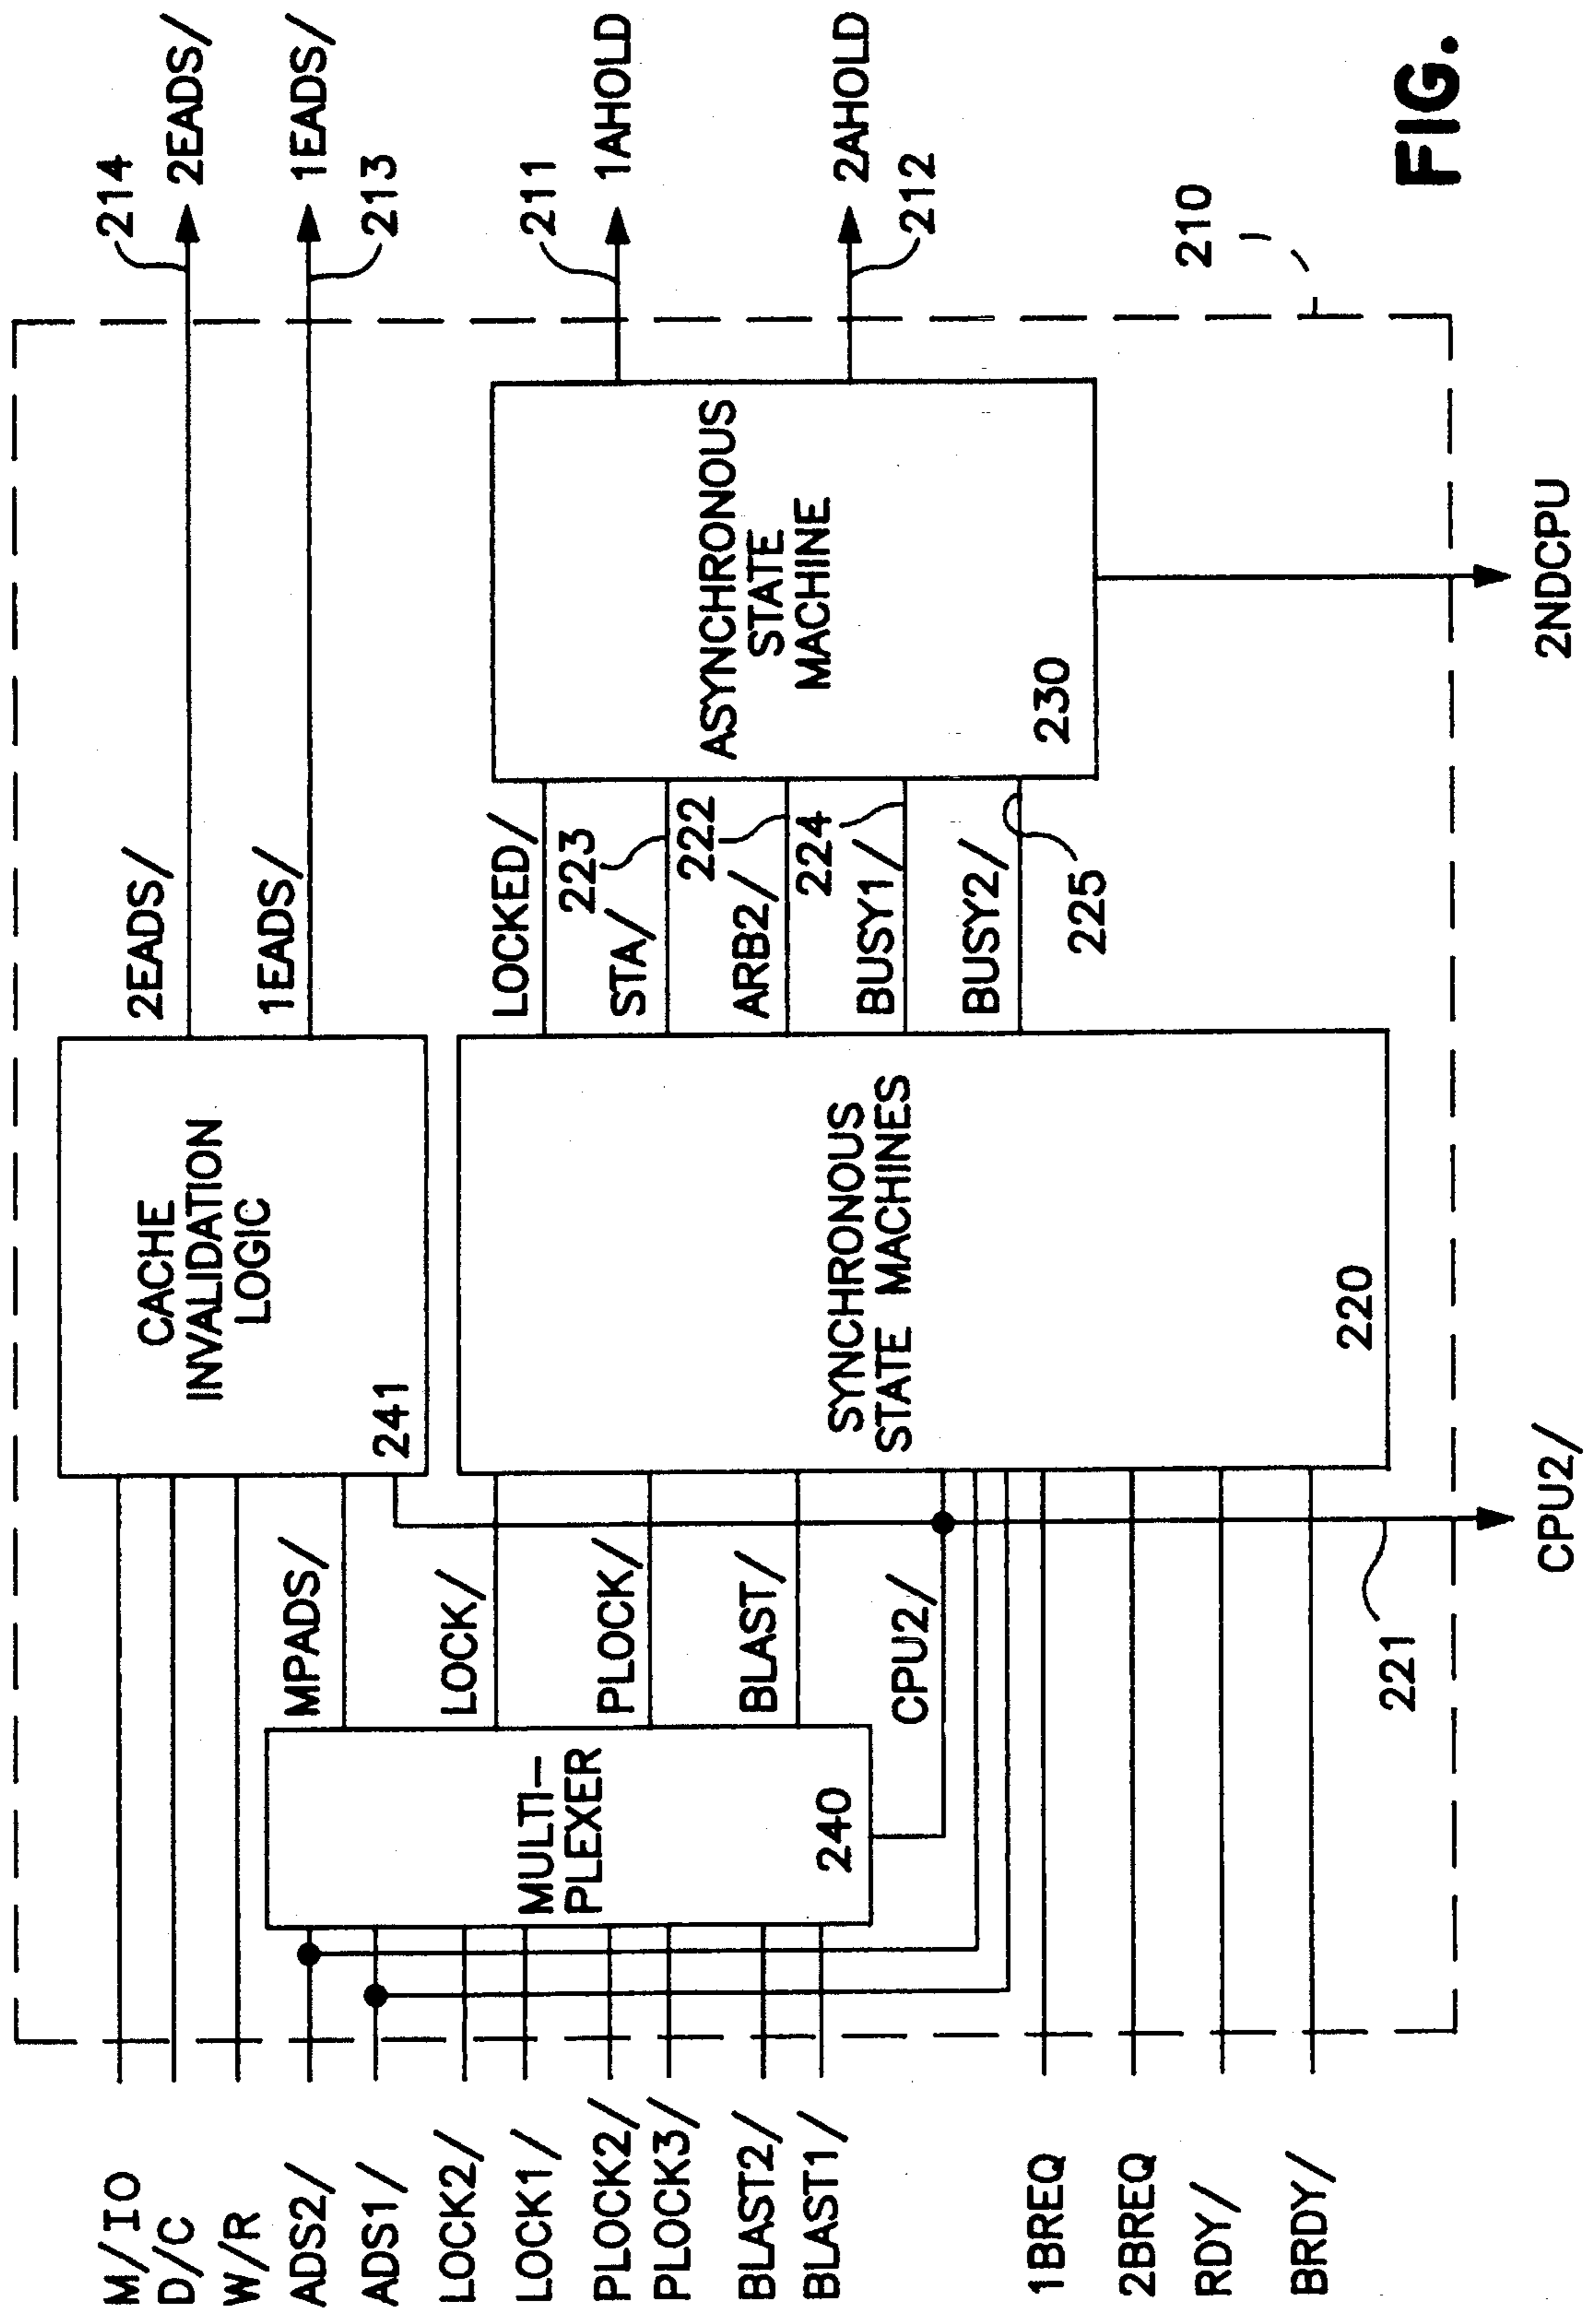 M/IO
D/C
W/R
ADS2/
ADS1/
LOCK2/
LOCK1/
PLOCK2/
PLOCK3/
BLAST2/
BLAST1/
1BREQ
2BREQ
RDY/
BRDY/
MULTI-
PLEXER
240
MPADS/
LOCK/
PLOCK/
BLAST/
CPU2/
221
CPU2/
CACHE
INVALIDATION
LOGIC
241
SYNCHRONOUS
STATE MACHINES
220
2EADS/
1EADS/
LOCKED/
223
STA/
222
ARB2/
224
BUSY1/
BUSY2/
225
ASYNCHRONOUS
STATE
MACHINE
230
2NDCPU
214
2EADS/
1EADS/
213
211
1AHOLD
2AHOLD
212
210
FIG.